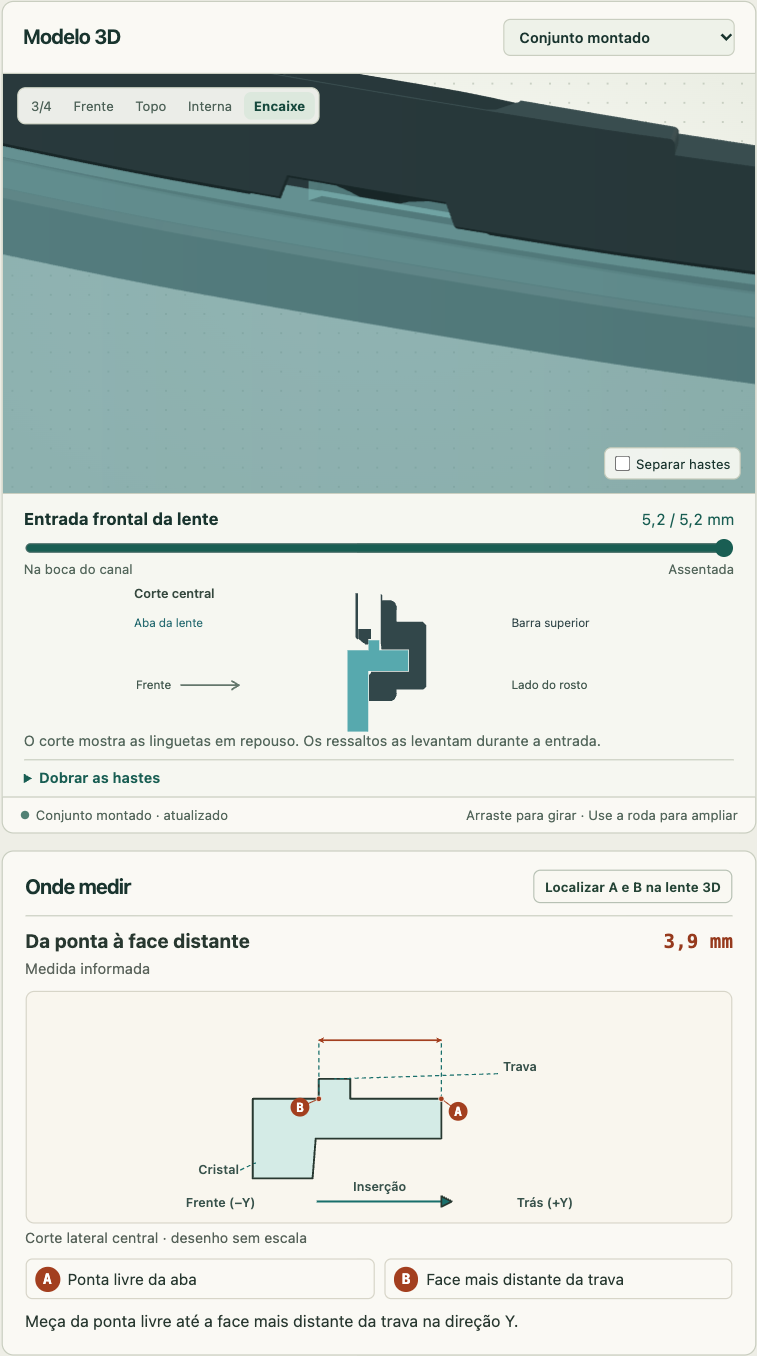 Modelo 3D
Conjunto montado
3/4 Frente Topo Interna Encaixe
Separar hastes
Entrada frontal da lente
5,2 / 5,2 mm
Na boca do canal
Assentada
Corte central
Aba da lente
Barra superior
Frente
Lado do rosto
O corte mostra as linguetas em repouso. Os ressaltos as levantam durante a entrada.
Dobrar as hastes
Conjunto montado · atualizado
Arraste para girar · Use a roda para ampliar
Onde medir
Localizar A e B na lente 3D
Da ponta à face distante
3,9 mm
Medida informada
Trava
B
A
Cristal
Inserção
Frente (−Y)
Trás (+Y)
Corte lateral central · desenho sem escala
A Ponta livre da aba
B Face mais distante da trava
Meça da ponta livre até a face mais distante da trava na direção Y.